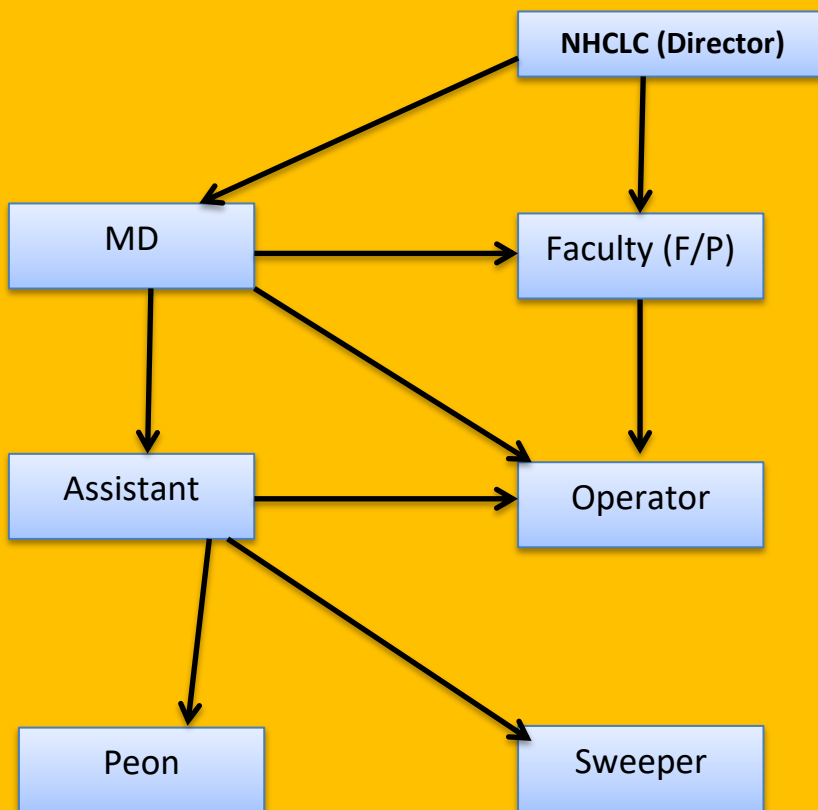 NHCLC (Director)
MD
Faculty (F/P)
Assistant
Operator
Peon
Sweeper